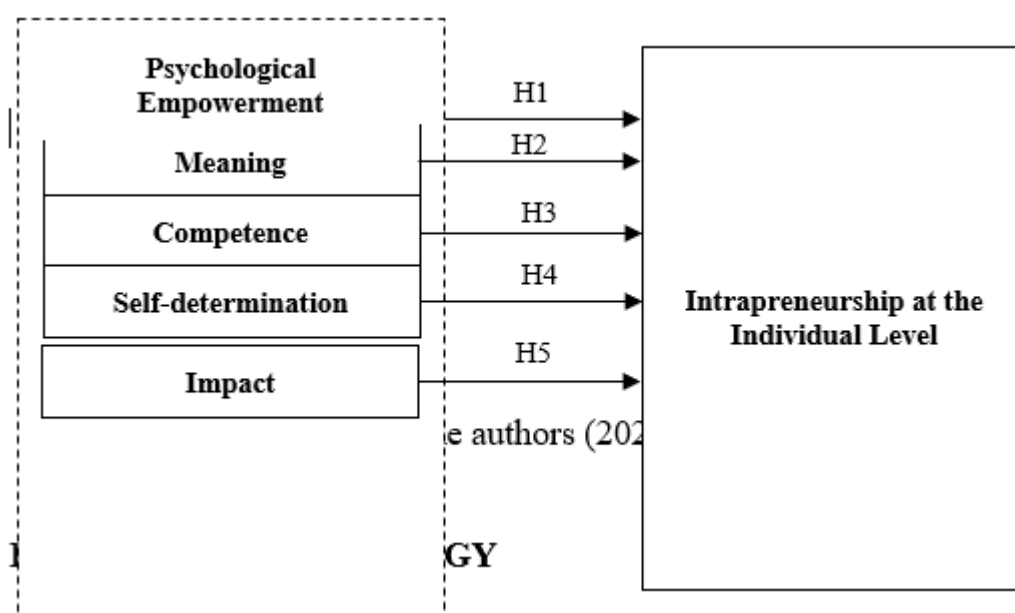 Psychological
Empowerment
H1
Meaning
H2
Competence
H3
Self-determination
H4
Impact
H5
Intrapreneurship at the
Individual Level
authors (202
GY